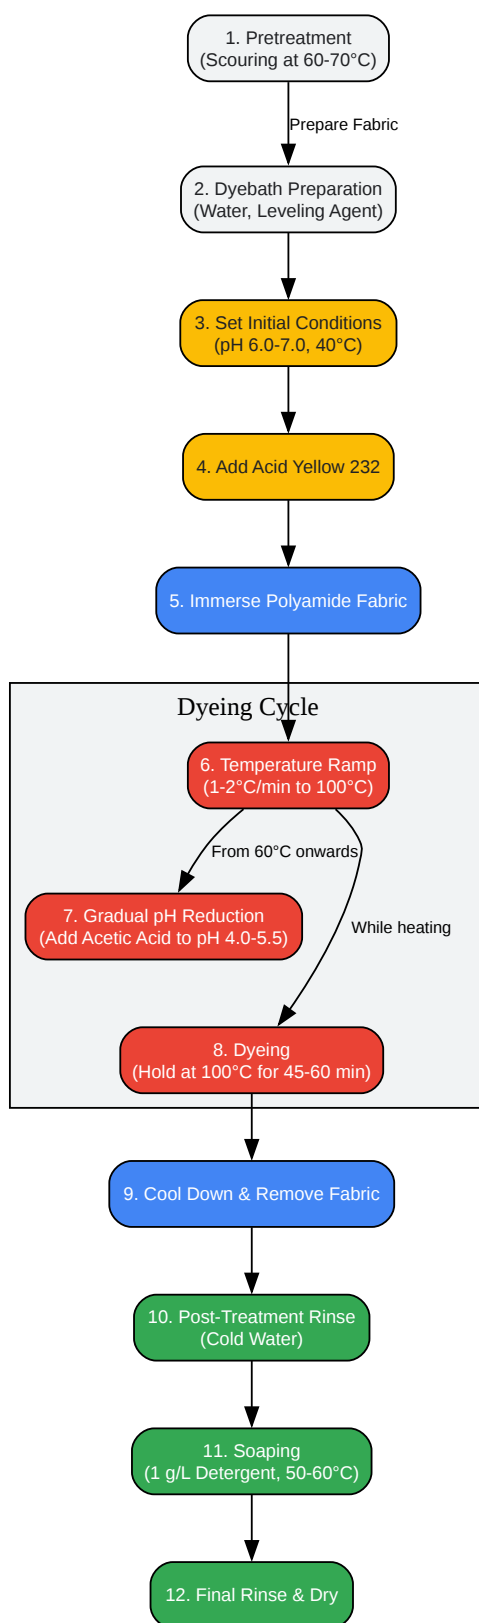 1. Pretreatment
(Scouring at 60-70°C)
Prepare Fabric
2. Dyebath Preparation
(Water, Leveling Agent)
3. Set Initial Conditions
(pH 6.0-7.0, 40°C)
4. Add Acid Yellow 232
5. Immerse Polyamide Fabric
Dyeing Cycle
6. Temperature Ramp
(1-2°C/min to 100°C)
From 60°C onwards
7. Gradual pH Reduction
(Add Acetic Acid to pH 4.0-5.5)
While heating
8. Dyeing
(Hold at 100°C for 45-60 min)
9. Cool Down & Remove Fabric
10. Post-Treatment Rinse
(Cold Water)
11. Soaping
(1 g/L Detergent, 50-60°C)
12. Final Rinse & Dry